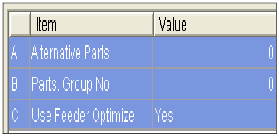 Item Value
A Alternative Parts 0
B Parts. Group No 0
C Use Feeder Optimize Yes